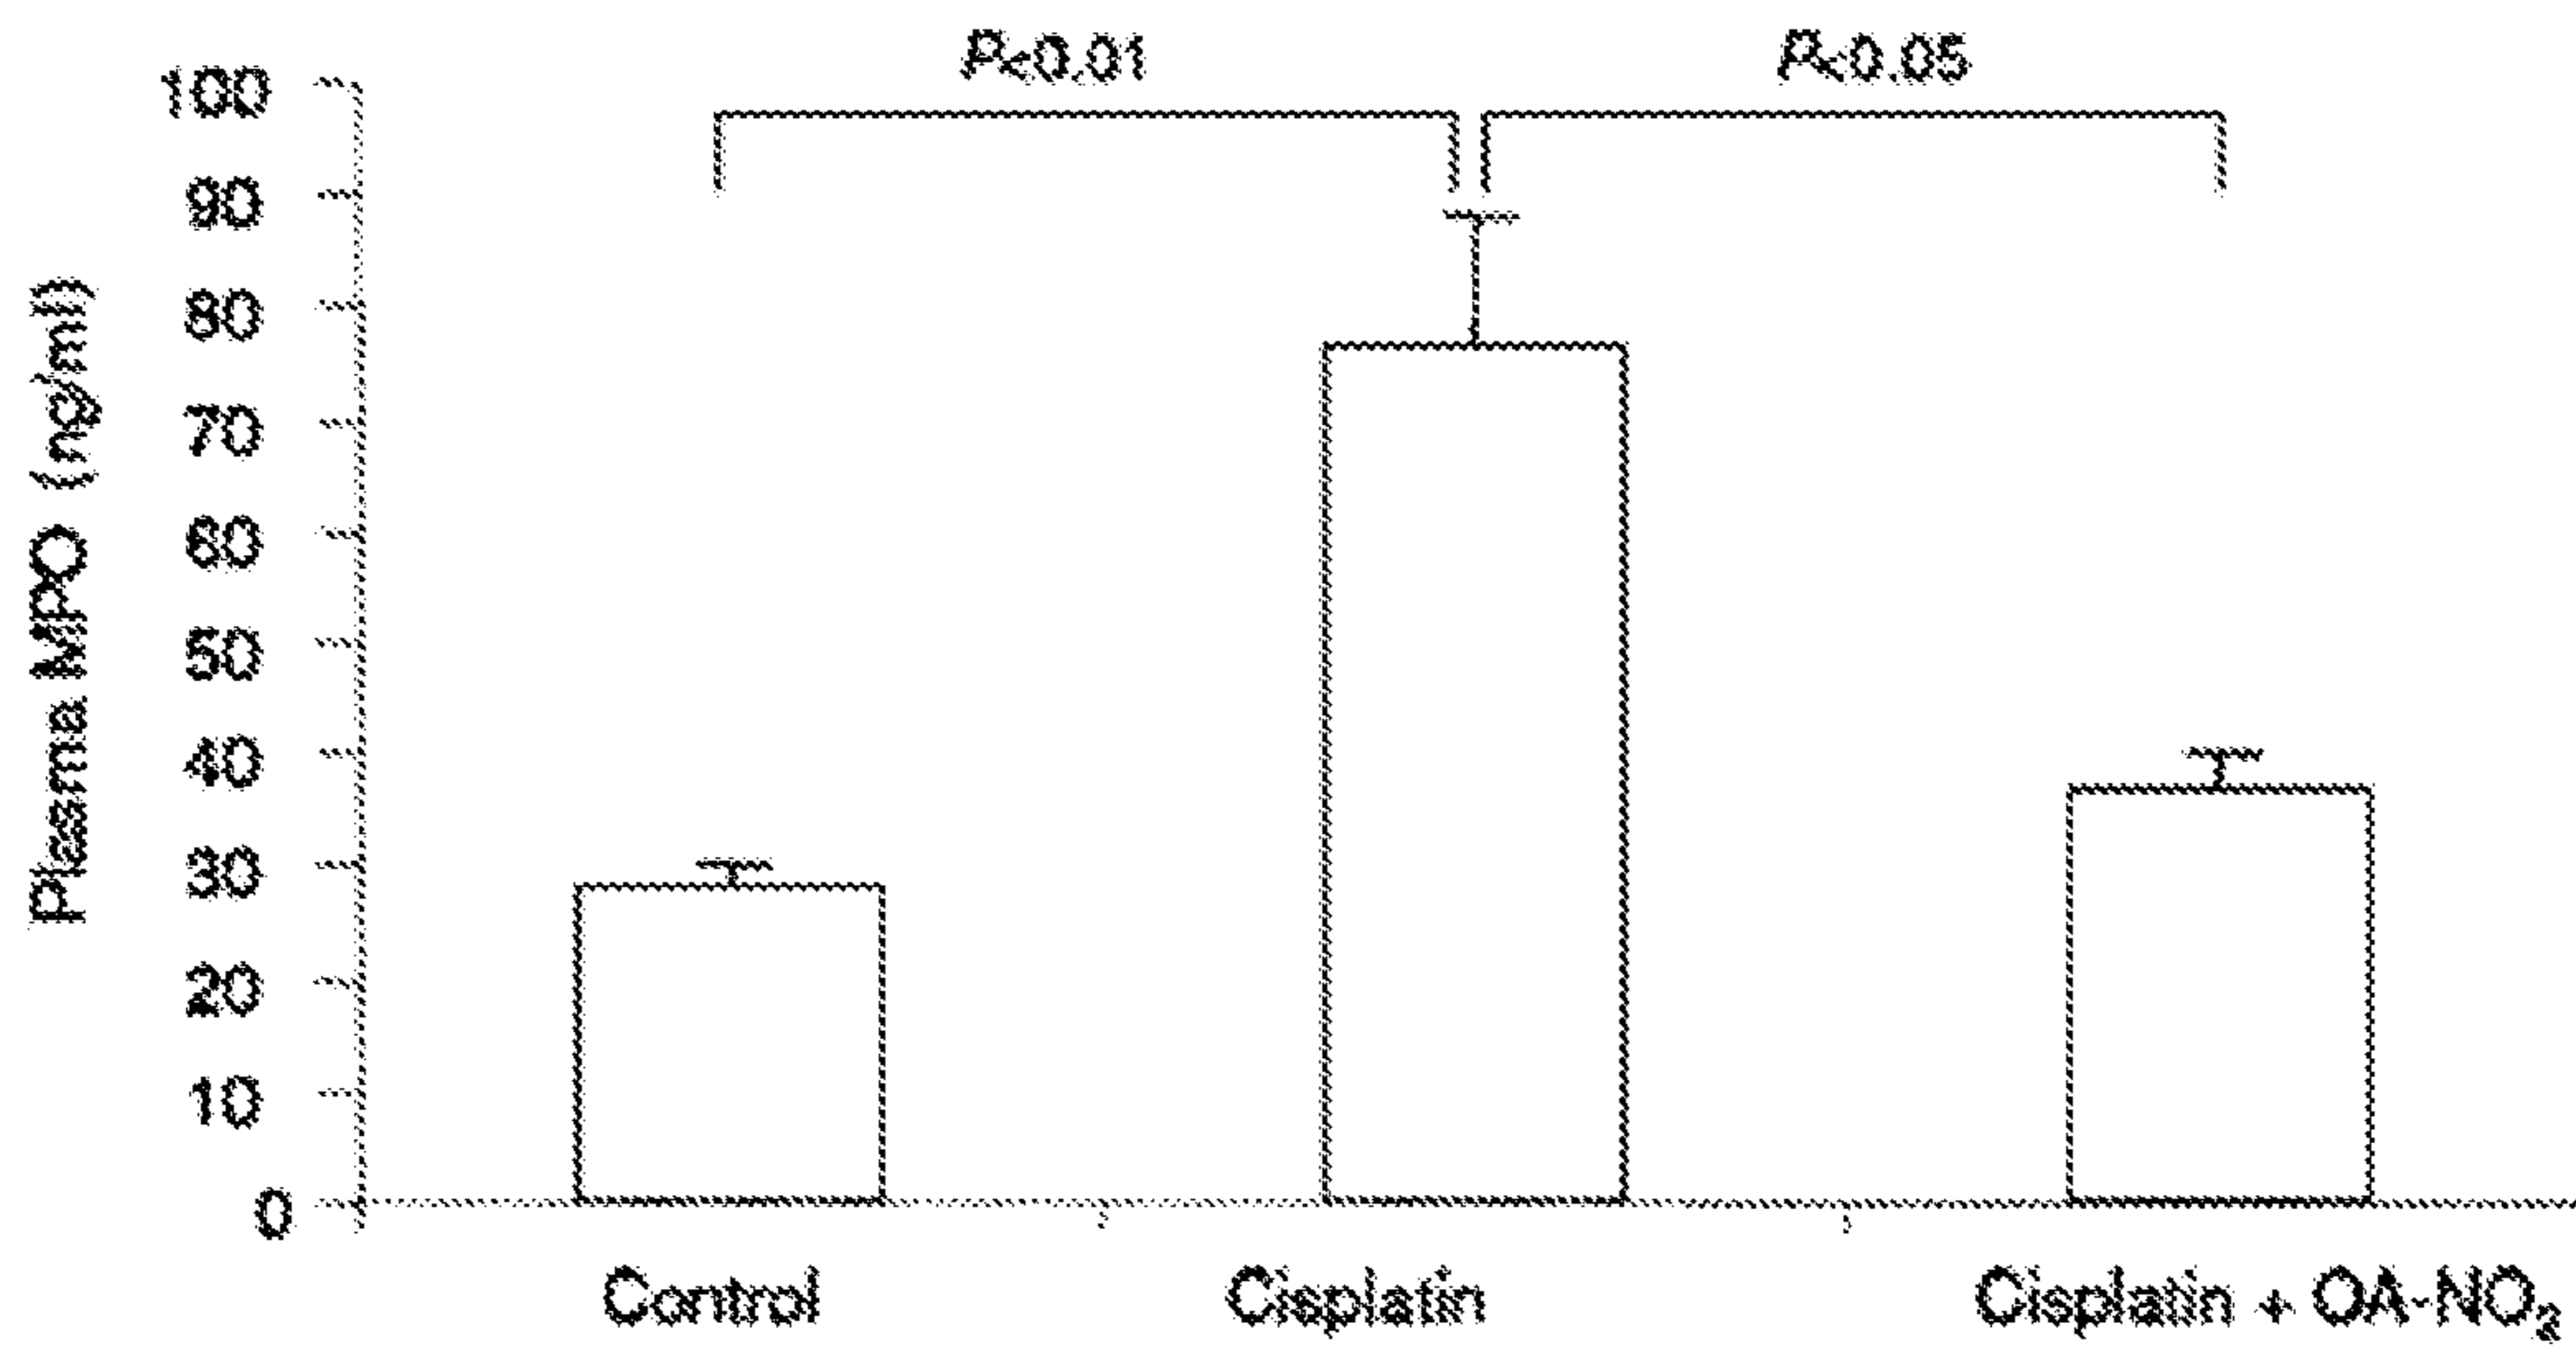 P<0.01
P<0.05
Plasma MPO (ng/ml)
100
90
80
70
60
50
40
30
20
10
0
Control
Cisplatin
Cisplatin + OA-NO₂